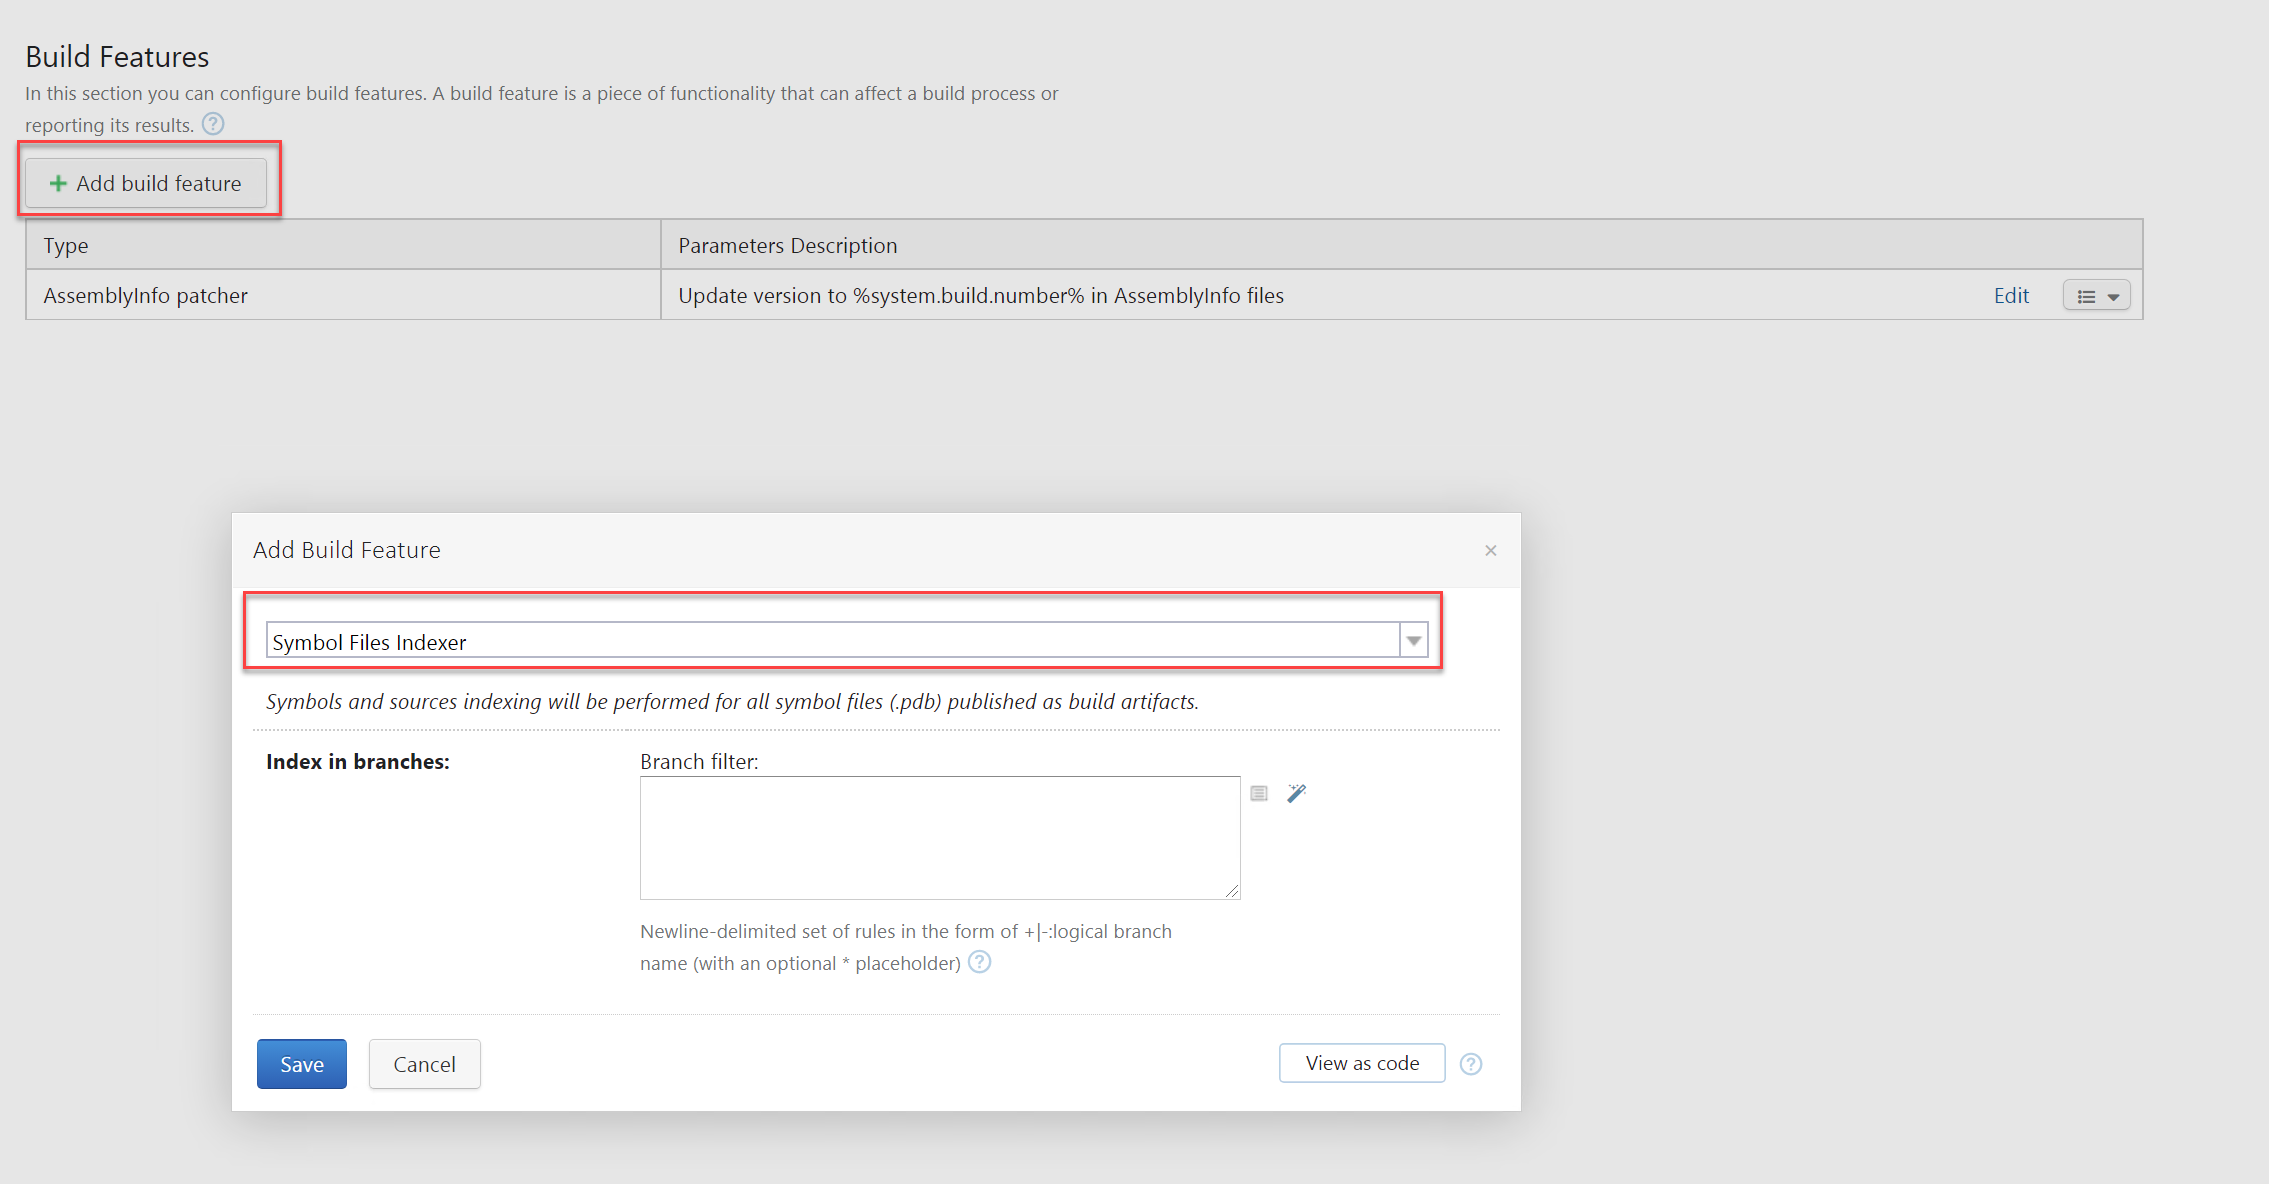 Build Features
In this section you can configure build features. A build feature is a piece of functionality that can affect a build process or
reporting its results. ?
+ Add build feature
Type Parameters Description
AssemblyInfo patcher Update version to %system.build.number% in AssemblyInfo files Edit
Add Build Feature ×
Symbol Files Indexer
Symbols and sources indexing will be performed for all symbol files (.pdb) published as build artifacts.
Index in branches: Branch filter:
Newline-delimited set of rules in the form of +|-:logical branch
name (with an optional * placeholder) ?
Save Cancel View as code ?